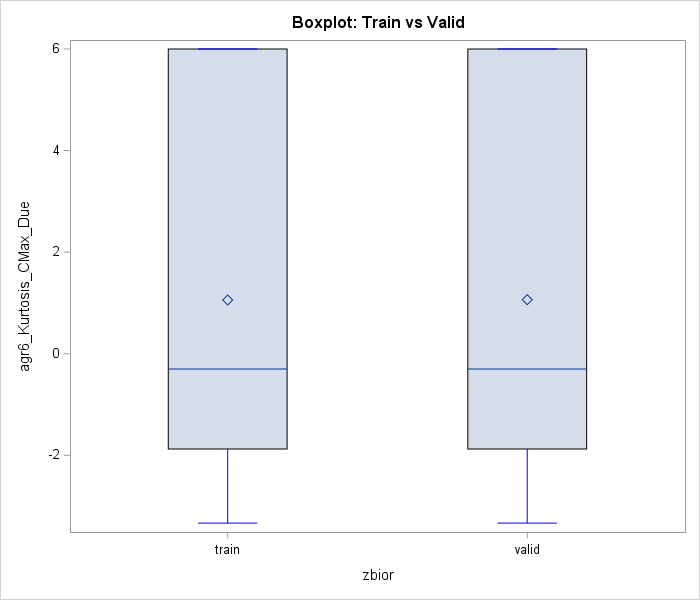 Boxplot: Train vs Valid
agr6_Kurtosis_CMax_Due
6
4
2
0
-2
train
valid
zbior